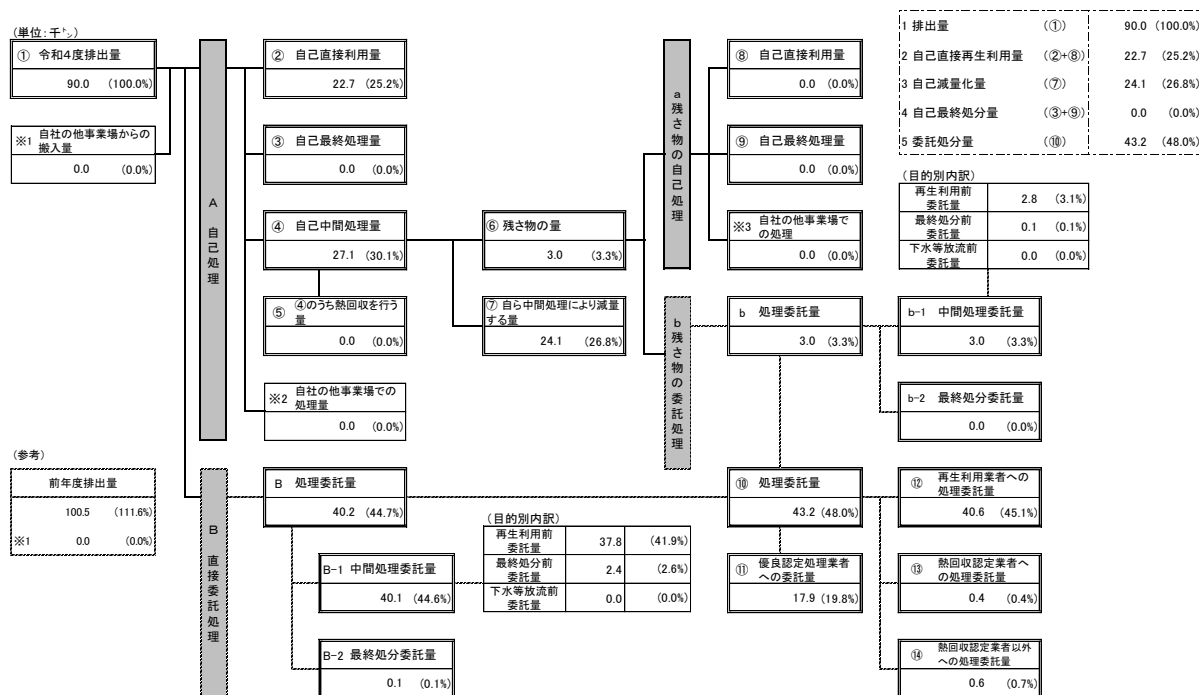 (単位:千㌧)
① 令和4度排出量
90.0 (100.0%)
※1 自社の他事業場からの
搬入量
0.0 (0.0%)
A 自己処理
② 自己直接利用量
22.7 (25.2%)
③ 自己最終処理量
0.0 (0.0%)
④ 自己中間処理量
27.1 (30.1%)
⑤ ④のうち熱回収を行う
量
0.0 (0.0%)
※2 自社の他事業場での
処理量
0.0 (0.0%)
⑥ 残さ物の量
3.0 (3.3%)
⑦ 自ら中間処理により減量
する量
24.1 (26.8%)
a 残さ物の自己処理
⑧ 自己直接利用量
0.0 (0.0%)
⑨ 自己最終処理量
0.0 (0.0%)
※3 自社の他事業場で
の処理
0.0 (0.0%)
1 排出量 (①) 90.0 (100.0%)
2 自己直接再生利用量 (②+⑧) 22.7 (25.2%)
3 自己減量化量 (⑦) 24.1 (26.8%)
4 自己最終処分量 (③+⑨) 0.0 (0.0%)
5 委託処分量 (⑩) 43.2 (48.0%)
(目的別内訳)
再生利用前
委託量 2.8 (3.1%)
最終処分前
委託量 0.1 (0.1%)
下水等放流前
委託量 0.0 (0.0%)
b 残さ物の委託処理
b 処理委託量
3.0 (3.3%)
b-1 中間処理委託量
3.0 (3.3%)
b-2 最終処分委託量
0.0 (0.0%)
(参考)
前年度排出量
100.5 (111.6%)
※1 0.0 (0.0%)
B 直接委託処理
B 処理委託量
40.2 (44.7%)
B-1 中間処理委託量
40.1 (44.6%)
B-2 最終処分委託量
0.1 (0.1%)
(目的別内訳)
再生利用前
委託量 37.8 (41.9%)
最終処分前
委託量 2.4 (2.6%)
下水等放流前
委託量 0.0 (0.0%)
⑩ 処理委託量
43.2 (48.0%)
⑪ 優良認定処理業者
への委託量
17.9 (19.8%)
⑫ 再生利用業者への
処理委託量
40.6 (45.1%)
⑬ 熱回収認定業者へ
の処理委託量
0.4 (0.4%)
⑭ 熱回収認定業者以外
への処理委託量
0.6 (0.7%)